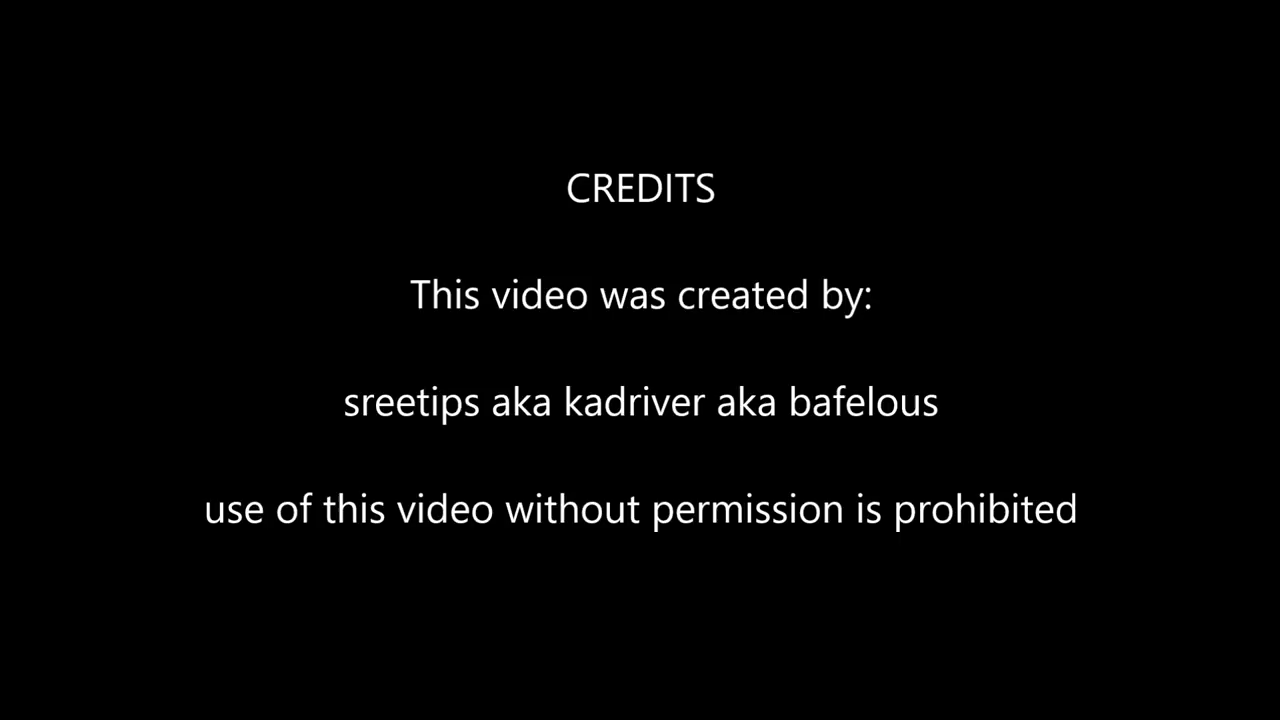 CREDITS
This video was created by:
sreetips aka kadriver aka bafelous
use of this video without permission is prohibited